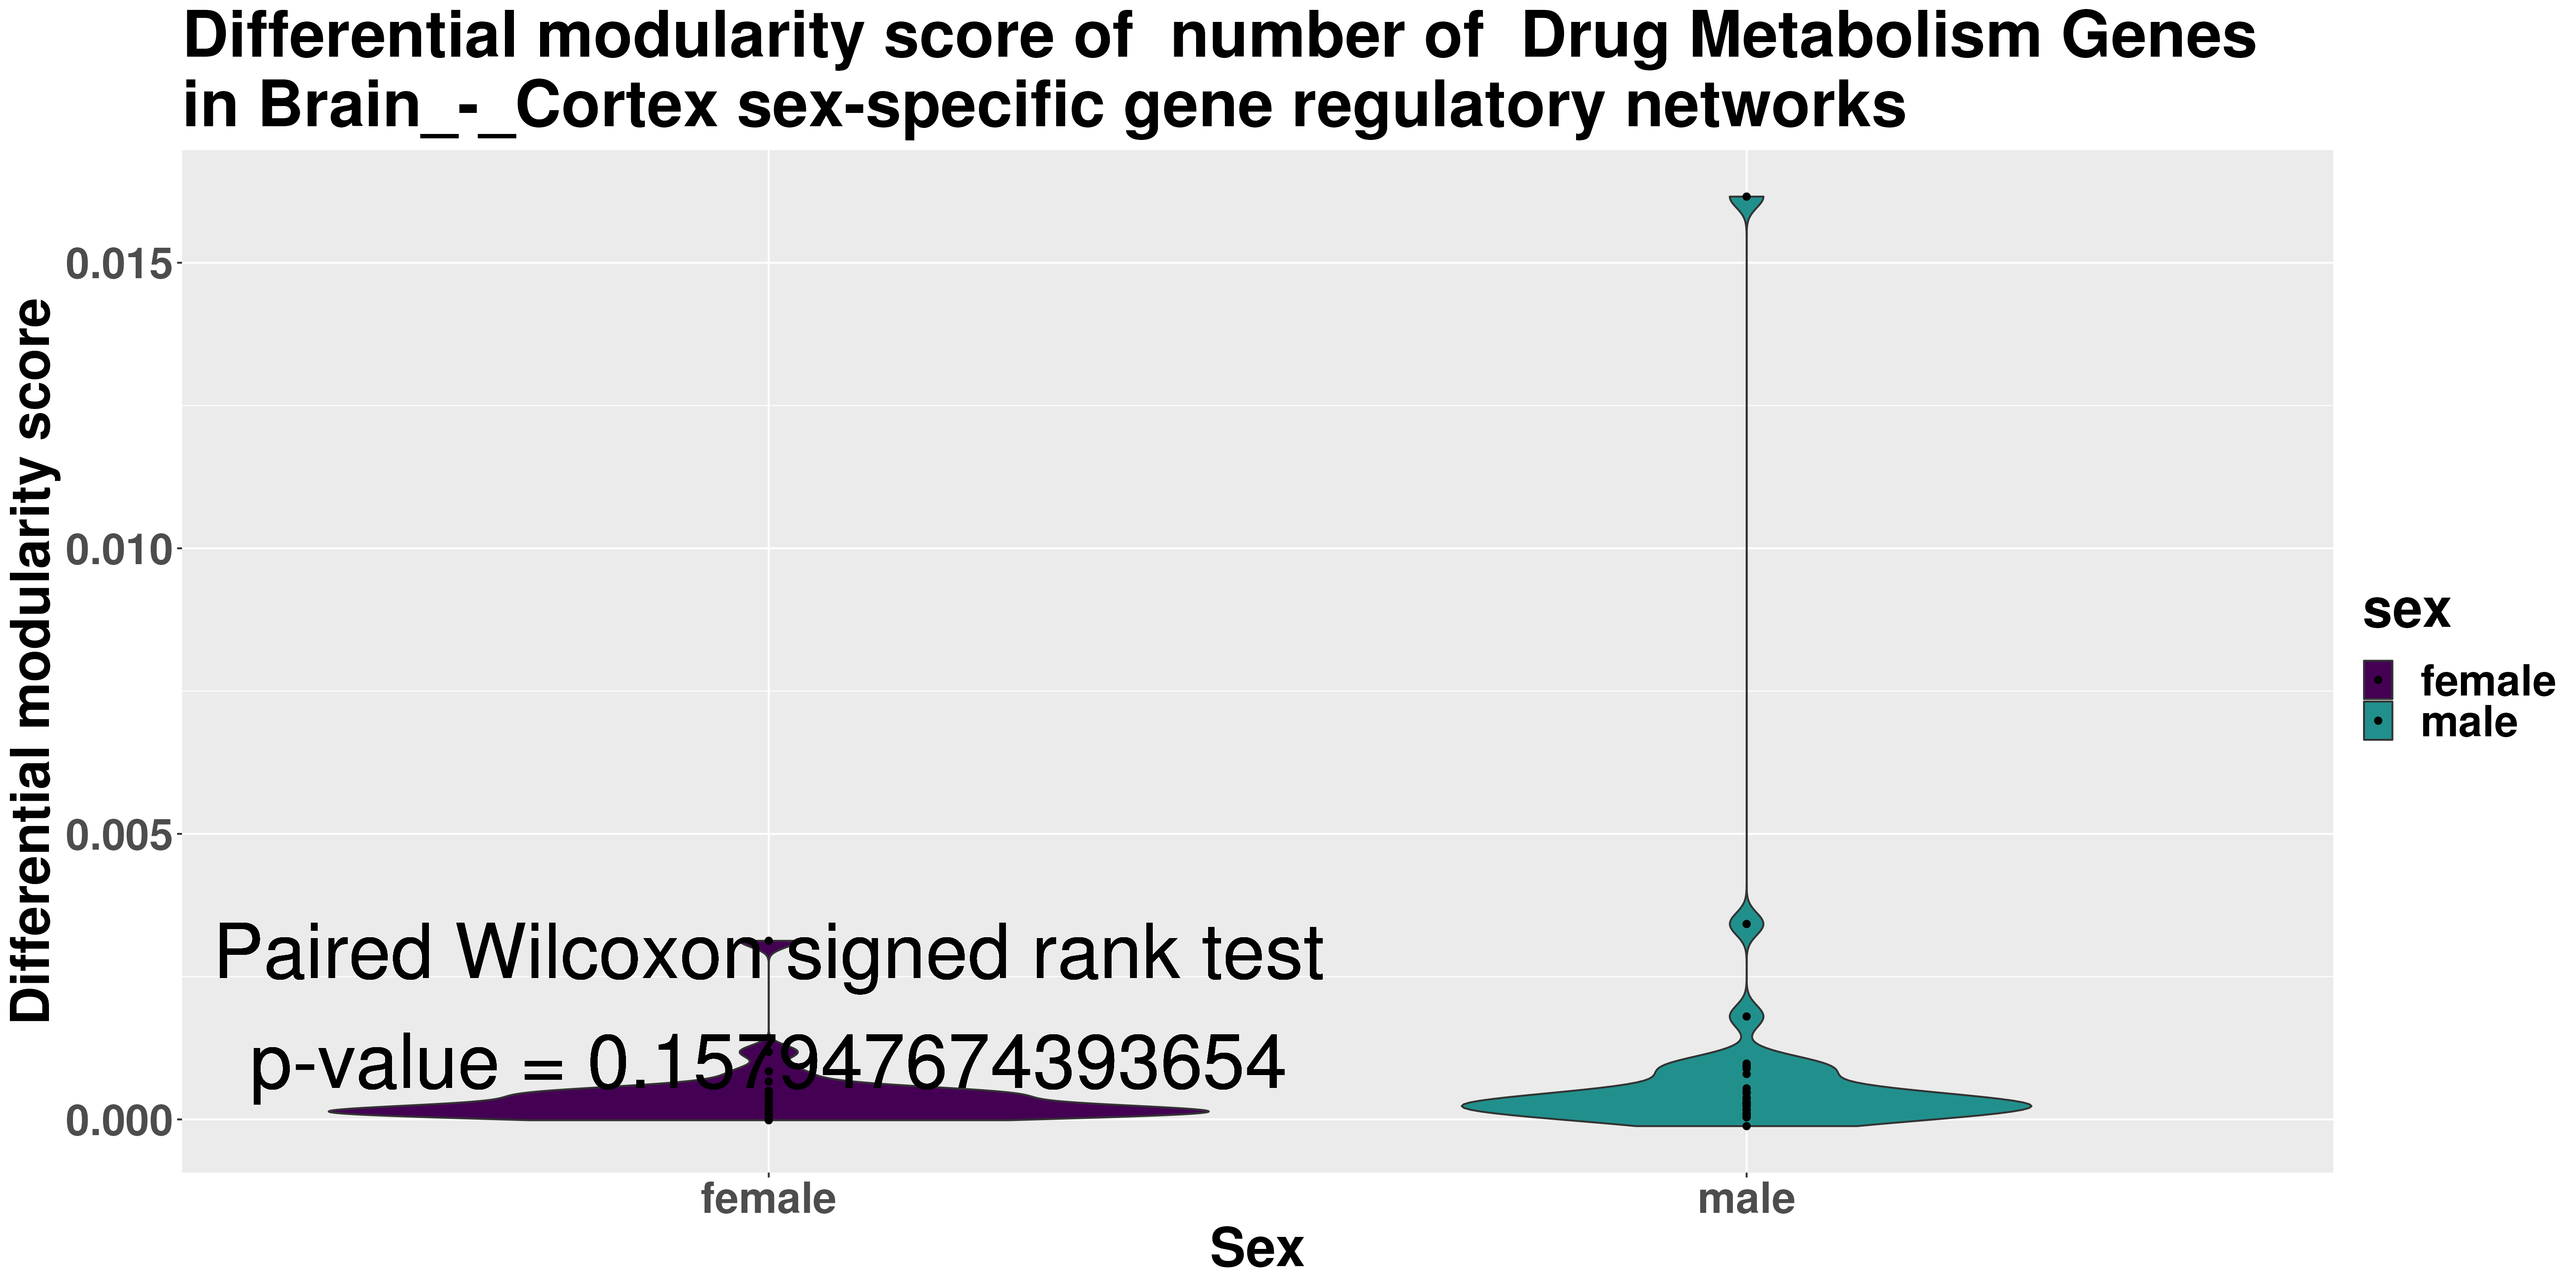 Differential modularity score of  number of  Drug Metabolism Genes
in Brain_-_Cortex sex-specific gene regulatory networks
Differential modularity score
0.015
0.010
0.005
0.000
Paired Wilcoxon signed rank test
p-value = 0.157947674393654
female
male
Sex
sex
female
male